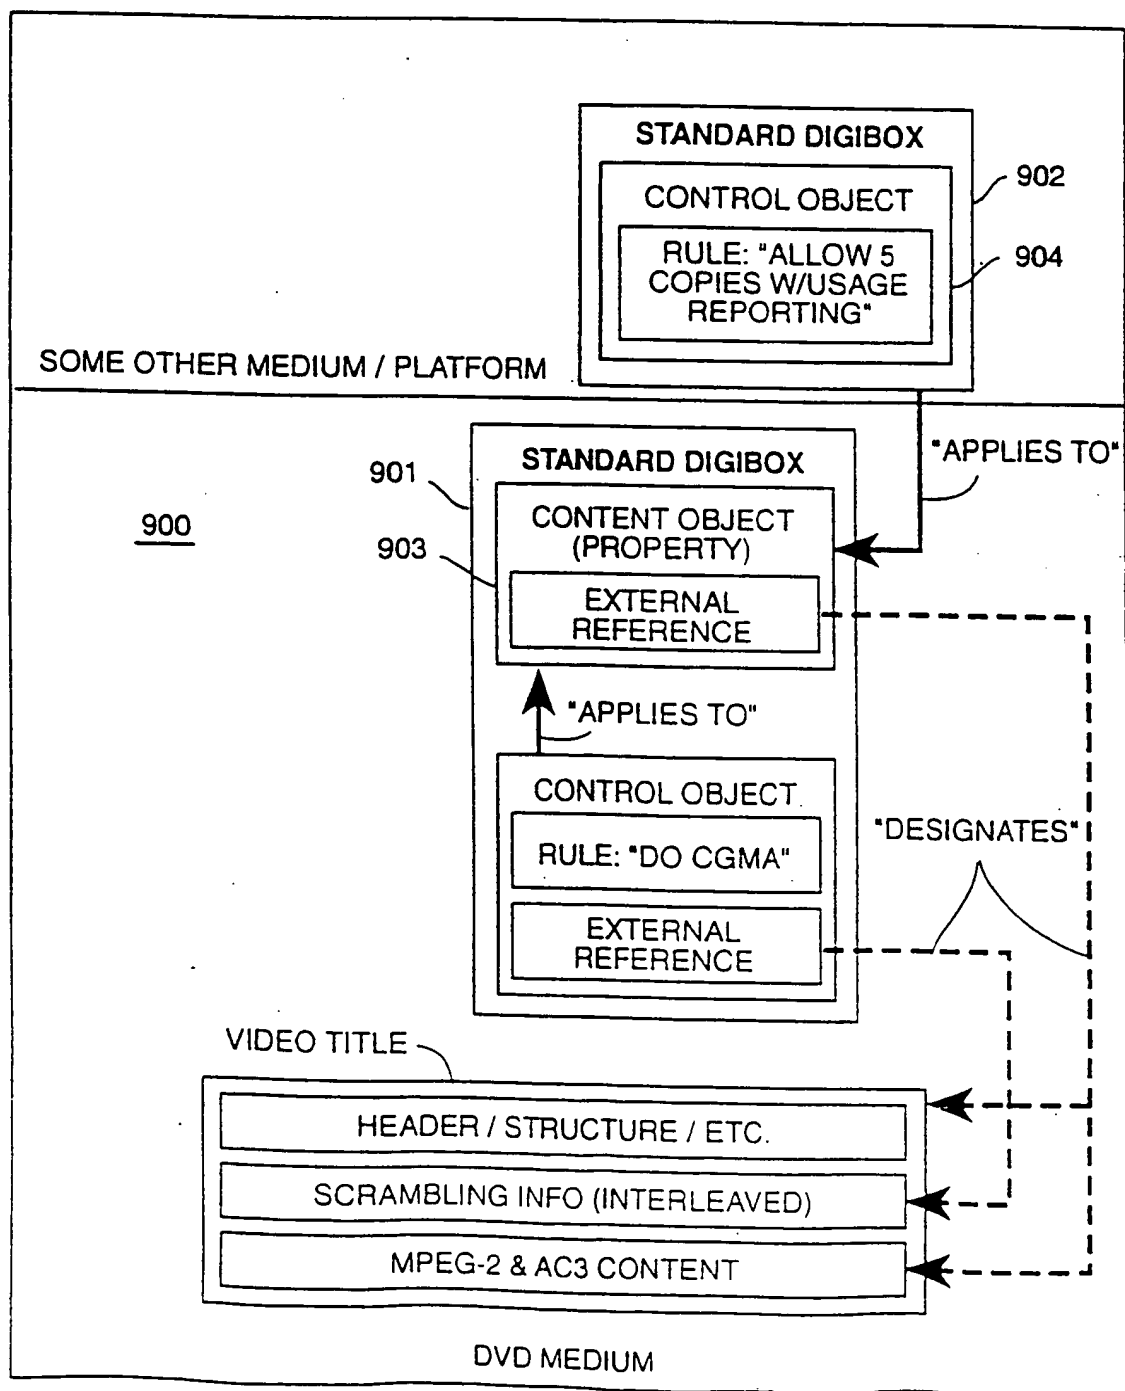 STANDARD DIGIBOX
902
CONTROL OBJECT
RULE: "ALLOW 5
COPIES W/USAGE
REPORTING"
904
SOME OTHER MEDIUM / PLATFORM
"APPLIES TO"
STANDARD DIGIBOX
901
900
CONTENT OBJECT
(PROPERTY)
903
EXTERNAL
REFERENCE
"APPLIES TO"
CONTROL OBJECT
RULE: "DO CGMA"
"DESIGNATES"
EXTERNAL
REFERENCE
VIDEO TITLE
HEADER / STRUCTURE / ETC.
SCRAMBLING INFO (INTERLEAVED)
MPEG-2 & AC3 CONTENT
DVD MEDIUM